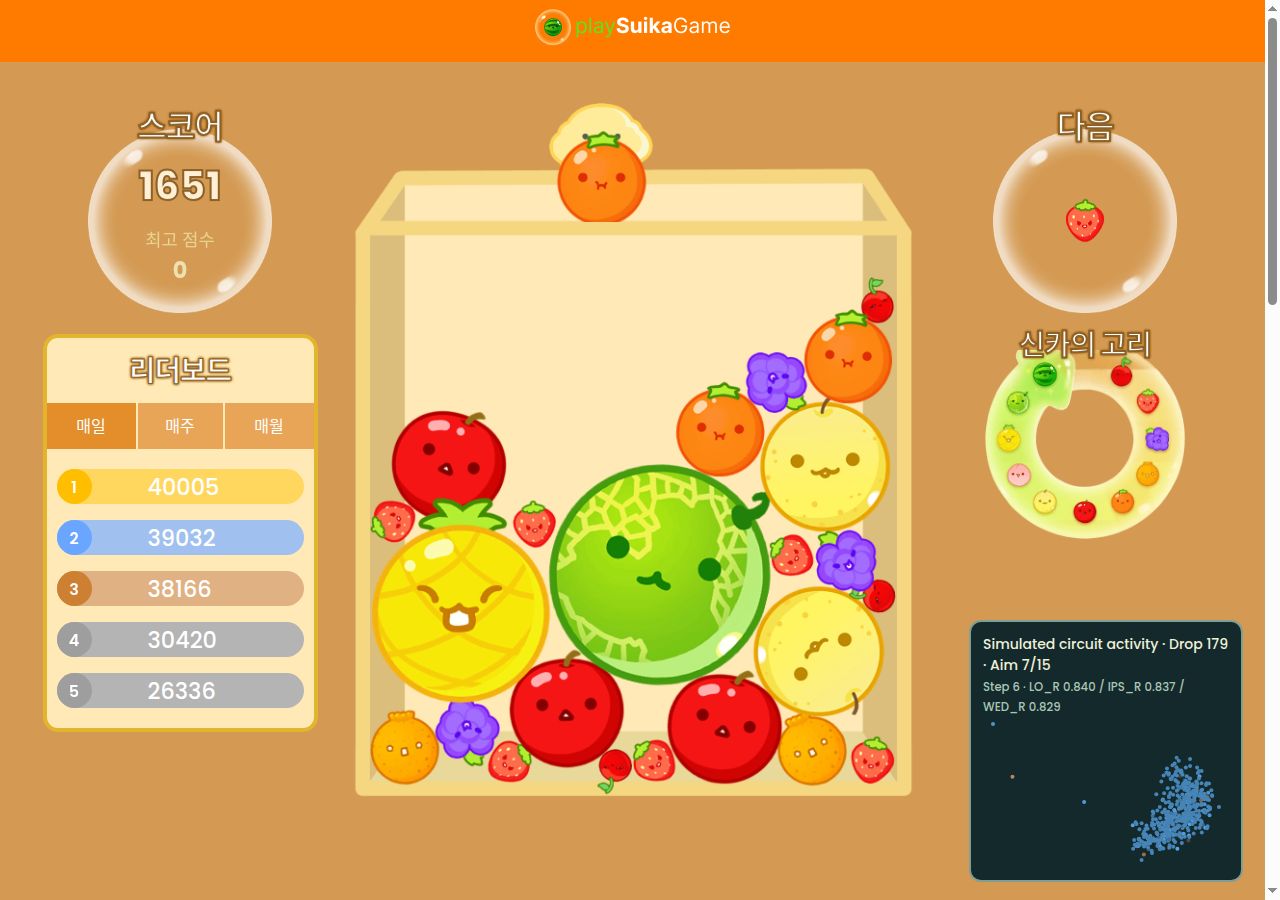 playSuikaGame
스코어
1651
최고 점수
0
다음
신카의 고리
리더보드
매일 매주 매월
1 40005
2 39032
3 38166
4 30420
5 26336
Simulated circuit activity · Drop 179
· Aim 7/15
Step 6 · LO_R 0.840 / IPS_R 0.837 /
WED_R 0.829